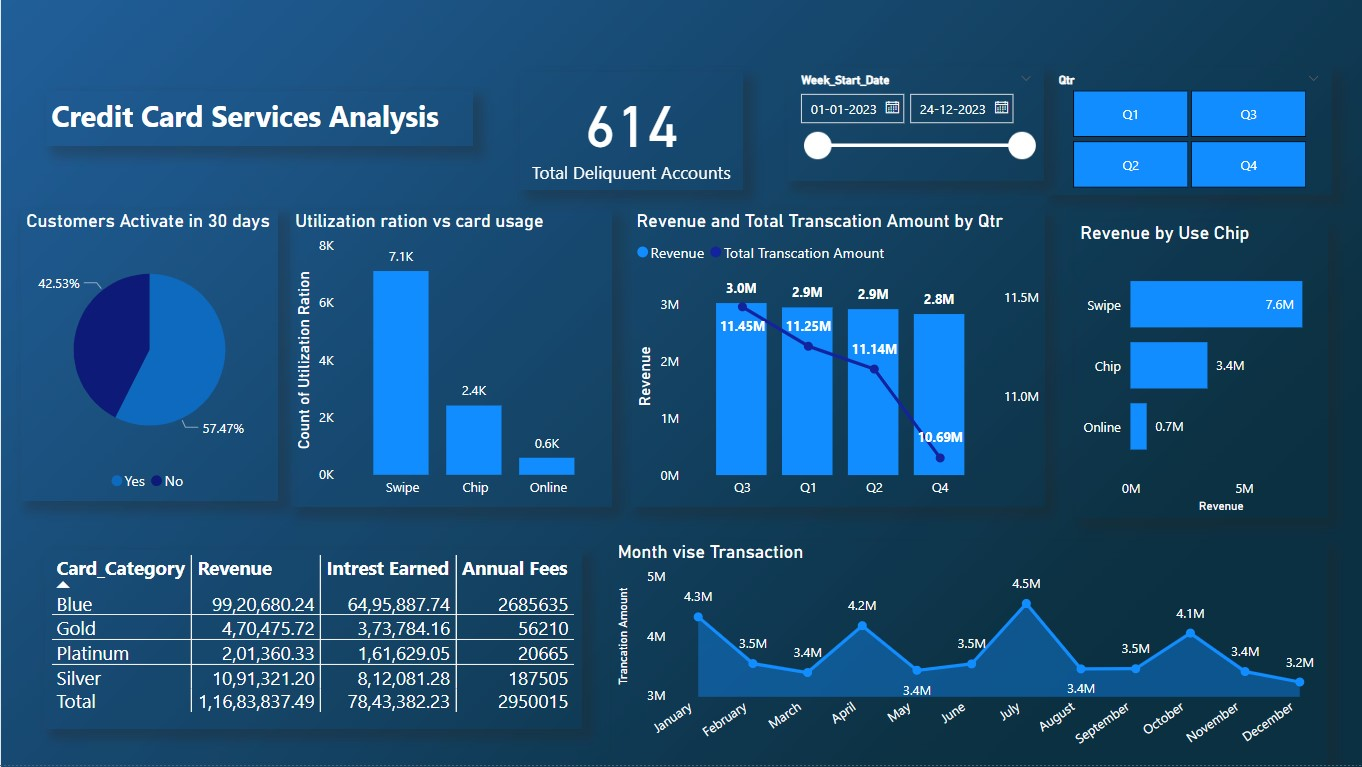 Credit Card Services Analysis
614
Total Deliquuent Accounts
Week_Start_Date
01-01-2023
24-12-2023
Qtr
Q1
Q3
Q2
Q4
Customers Activate in 30 days
42.53%
57.47%
Yes No
Utilization ration vs card usage
Count of Utilization Ration
8K
6K
4K
2K
0K
7.1K
2.4K
0.6K
Swipe Chip Online
Revenue and Total Transcation Amount by Qtr
Revenue Total Transcation Amount
Revenue
3M
2M
1M
0M
3.0M 2.9M 2.9M 2.8M
11.45M 11.25M 11.14M 10.69M
11.5M
11.0M
Q3 Q1 Q2 Q4
Revenue by Use Chip
Swipe 7.6M
Chip 3.4M
Online 0.7M
0M 5M
Revenue
Card_Category Revenue Intrest Earned Annual Fees
Blue 99,20,680.24 64,95,887.74 2685635
Gold 4,70,475.72 3,73,784.16 56210
Platinum 2,01,360.33 1,61,629.05 20665
Silver 10,91,321.20 8,12,081.28 187505
Total 1,16,83,837.49 78,43,382.23 2950015
Month vise Transaction
Trancation Amount
5M
4M
3M
4.3M 3.5M 3.4M 4.2M 3.4M 3.5M 4.5M 3.4M 3.5M 4.1M 3.4M 3.2M
January February March April May June July August September October November December